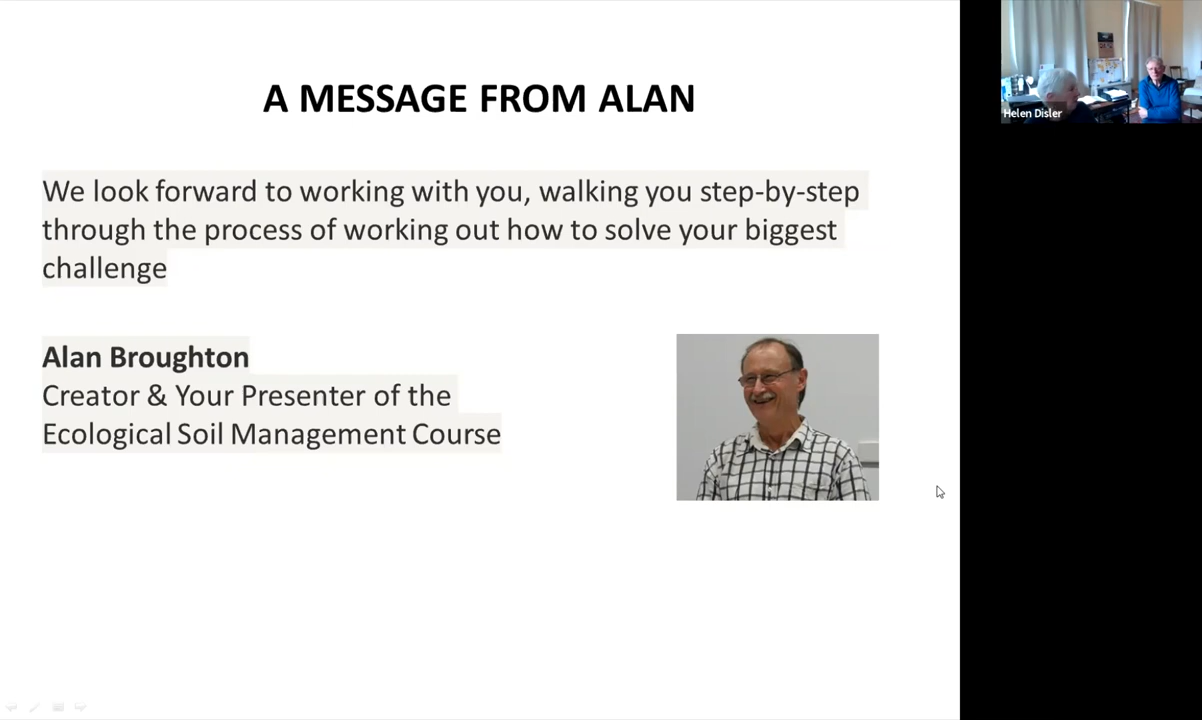 A MESSAGE FROM ALAN
We look forward to working with you, walking you step-by-step
through the process of working out how to solve your biggest
challenge
Alan Broughton
Creator & Your Presenter of the
Ecological Soil Management Course
Helen Disler